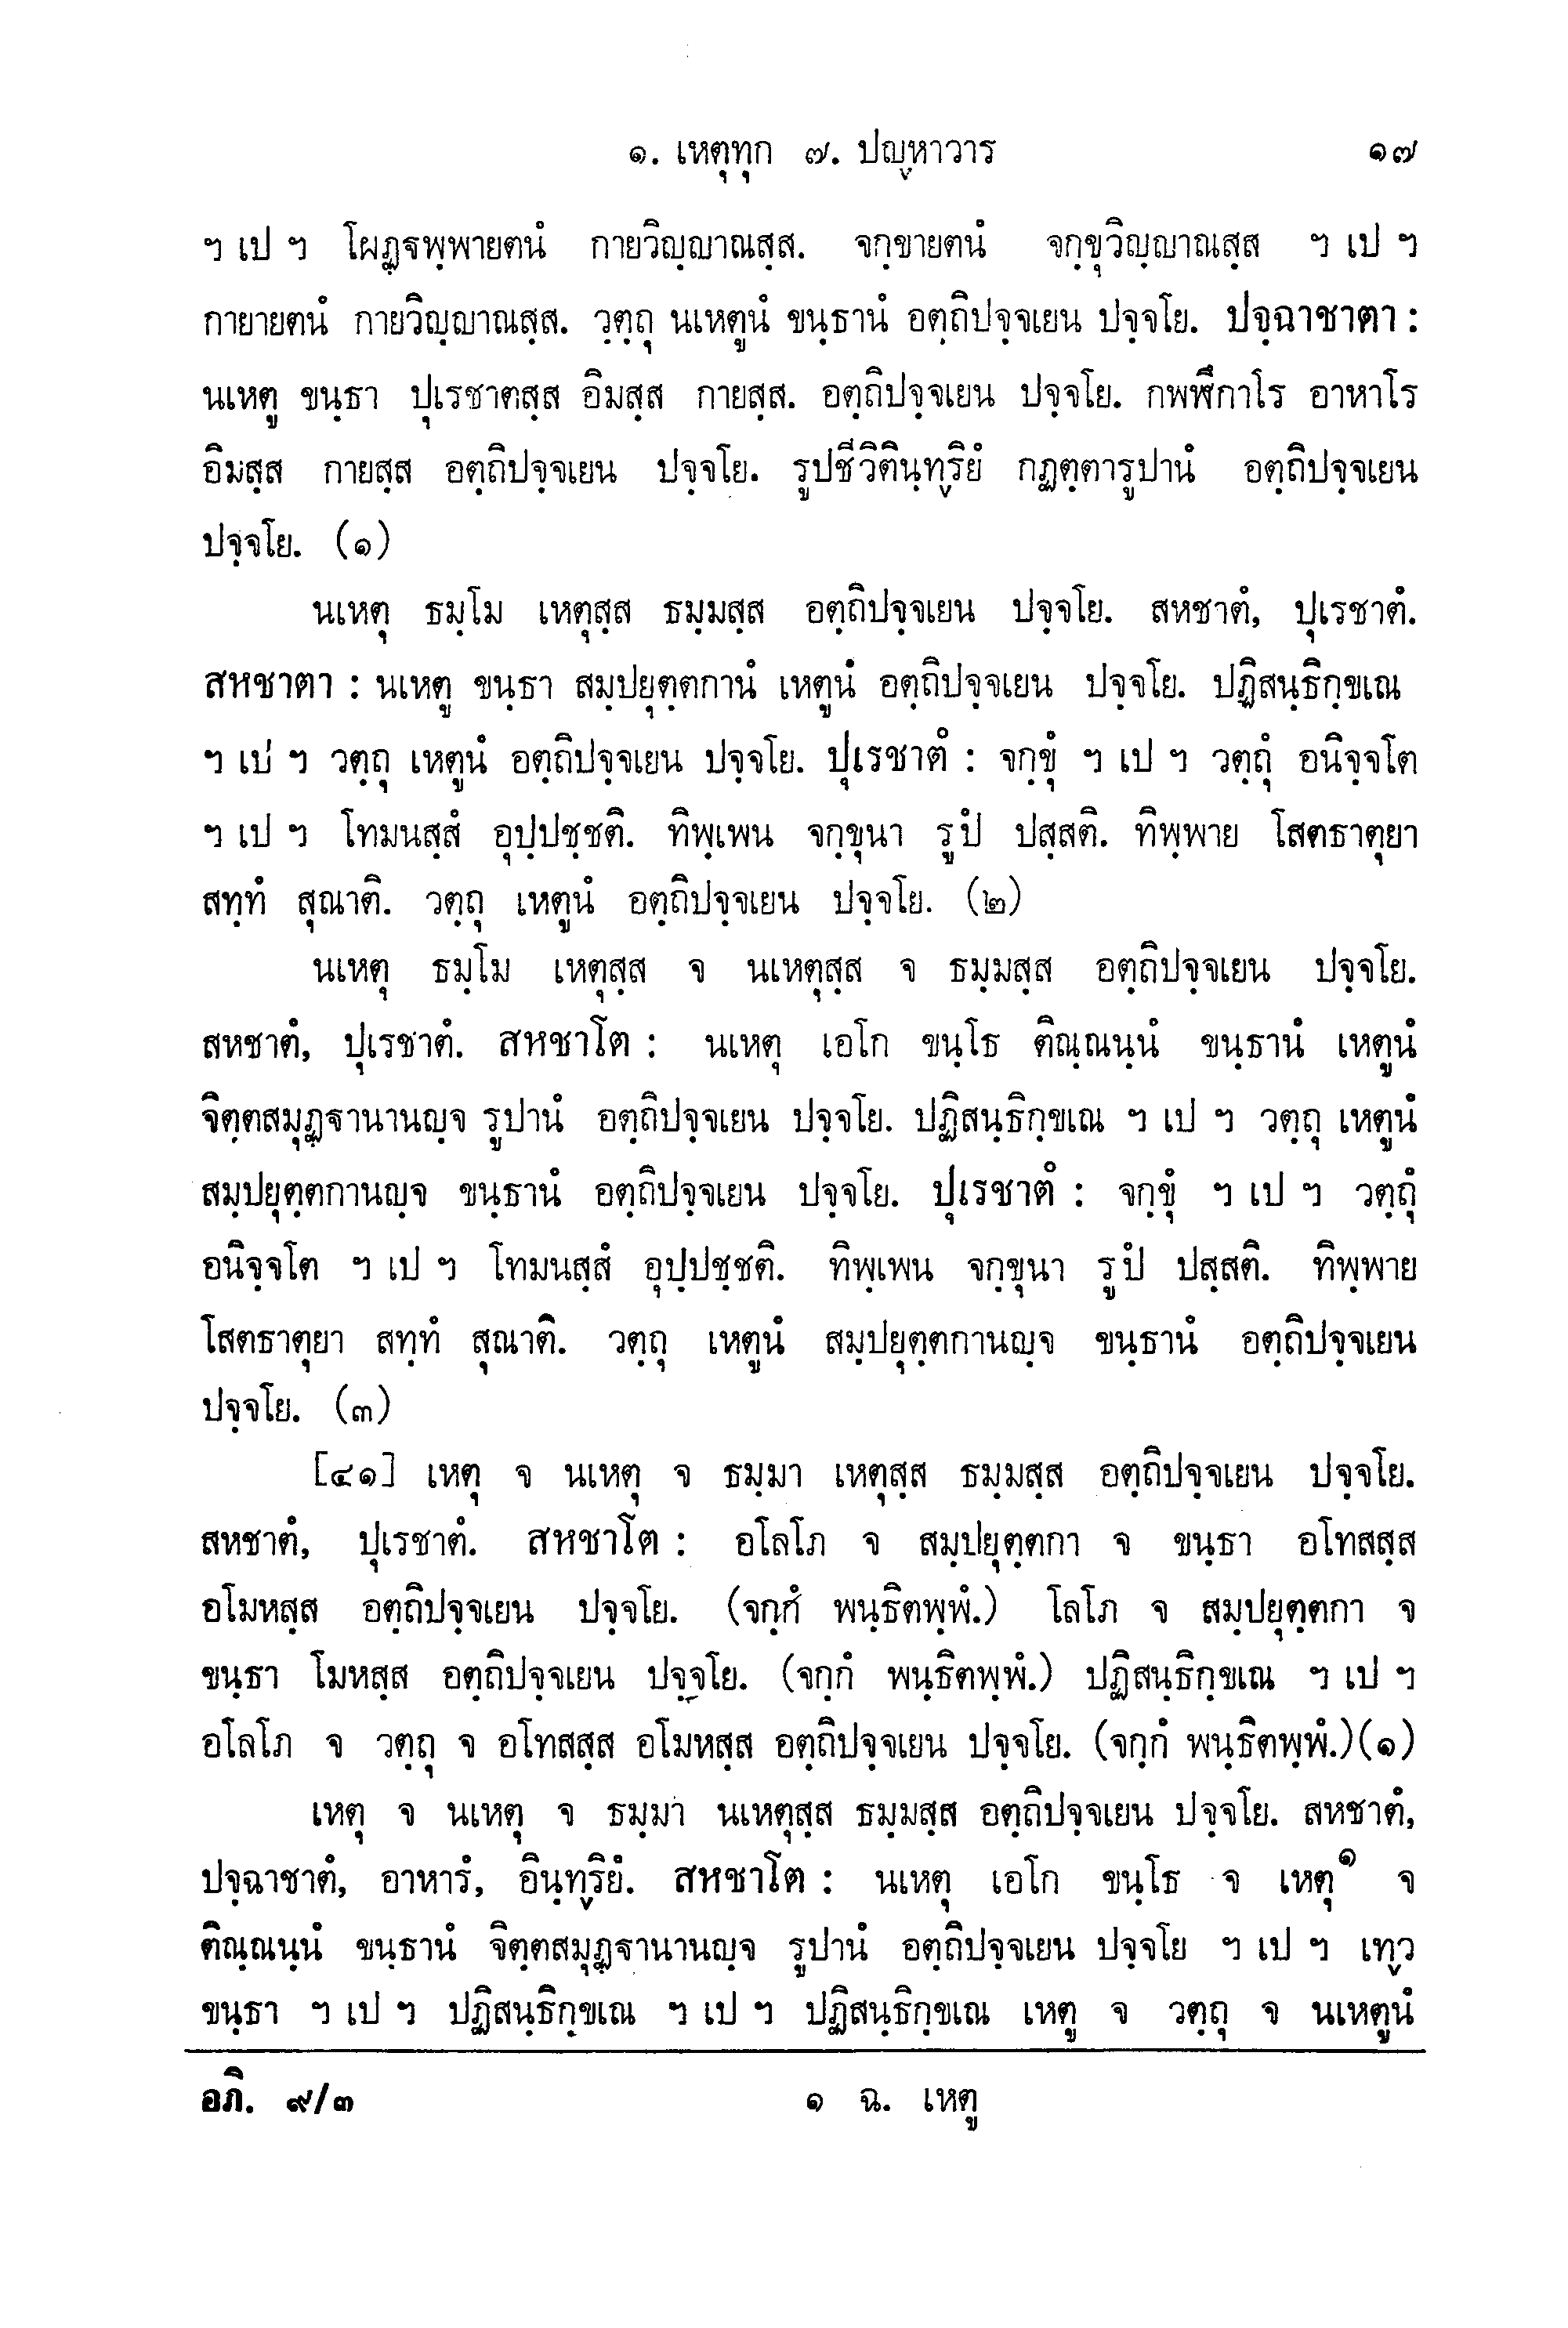 ๑. เหตุทุก ๗. ปญฺหาวาร ๑๗
ฯ เป ฯ โผฏฺฐพฺพายตนํ กายวิญฺญาณสฺส. จกฺขายตนํ จกฺขุวิญฺญาณสฺส ฯ เป ฯ
กายายตนํ กายวิญฺญาณสฺส. วฺตฺถุ นเหตูนํ ขนฺธานํ อตฺถิปจฺจเยน ปจฺจโย. ปจฺฉาชาตา :
นเหตู ขนฺธา ปุเรชาตสฺส อิมสฺส กายสฺส. อตฺถิปจฺจเยน ปจฺจโย. กพฬีกาโร อาหาโร
อิมสฺส กายสฺส อตฺถิปจฺจเยน ปจฺจโย. รูปชีวิตินฺทฺริยํ กฏตฺตารูปานํ อตฺถิปจฺจเยน
ปจฺจโย. (๑)
นเหตุ ธมฺโม เหตุสฺส ธมฺมสฺส อตฺถิปจฺจเยน ปจฺจโย. สหชาตํ, ปุเรชาตํ.
สหชาตา : นเหตู ขนฺธา สมฺปยุตฺตกานํ เหตูนํ อตฺถิปจฺจเยน ปจฺจโย. ปฏิสนฺธิกฺขเณ
ฯ เป ฯ วตฺถุ เหตูนํ อตฺถิปจฺจเยน ปจฺจโย. ปุเรชาตํ : จกฺขุํ ฯ เป ฯ วตฺถุํ อนิจฺจโต
ฯ เป ฯ โทมนสฺสํ อุปฺปชฺชติ. ทิพฺเพน จกฺขุนา รูปํ ปสฺสติ. ทิพฺพาย โสตธาตุยา
สทฺทํ สุณาติ. วตฺถุ เหตูนํ อตฺถิปจฺจเยน ปจฺจโย. (๒)
นเหตุ ธมฺโม เหตุสฺส จ นเหตุสฺส จ ธมฺมสฺส อตฺถิปจฺจเยน ปจฺจโย.
สหชาตํ, ปุเรชาตํ. สหชาโต : นเหตุ เอโก ขนฺโธ ติณฺณนฺนํ ขนฺธานํ เหตูนํ
จิตฺตสมุฏฺฐานานญฺจ รูปานํ อตฺถิปจฺจเยน ปจฺจโย. ปฏิสนฺธิกฺขเณ ฯ เป ฯ วตฺถุ เหตูนํ
สมฺปยุตฺตกานญฺจ ขนฺธานํ อตฺถิปจฺจเยน ปจฺจโย. ปุเรชาตํ : จกฺขุํ ฯ เป ฯ วตฺถุํ
อนิจฺจโต ฯ เป ฯ โทมนสฺสํ อุปฺปชฺชติ. ทิพฺเพน จกฺขุนา รูปํ ปสฺสติ. ทิพฺพาย
โสตธาตุยา สทฺทํ สุณาติ. วตฺถุ เหตูนํ สมฺปยุตฺตกานญฺจ ขนฺธานํ อตฺถิปจฺจเยน
ปจฺจโย. (๓)
[๔๑] เหตุ จ นเหตุ จ ธมฺมา เหตุสฺส ธมฺมสฺส อตฺถิปจฺจเยน ปจฺจโย.
สหชาตํ, ปุเรชาตํ. สหชาโต : อโลโภ จ สมฺปยุตฺตกา จ ขนฺธา อโทสสฺส
อโมหสฺส อตฺถิปจฺจเยน ปจฺจโย. (จกฺกํ พนฺธิตพฺพํ.) โลโภ จ สมฺปยุตฺตกา จ
ขนฺธา โมหสฺส อตฺถิปจฺจเยน ปจฺจโย. (จกฺกํ พนฺธิตพฺพํ.) ปฏิสนฺธิกฺขเณ ฯ เป ฯ
อโลโภ จ วตฺถุ จ อโทสสฺส อโมหสฺส อตฺถิปจฺจเยน ปจฺจโย. (จกฺกํ พนฺธิตพฺพํ.)(๑)
เหตุ จ นเหตุ จ ธมฺมา นเหตุสฺส ธมฺมสฺส อตฺถิปจฺจเยน ปจฺจโย. สหชาตํ,
ปจฺฉาชาตํ, อาหารํ, อินฺทฺริยํ. สหชาโต : นเหตุ เอโก ขนฺโธ จ เหตุ๑ จ
ติณฺณนฺนํ ขนฺธานํ จิตฺตสมุฏฺฐานานญฺจ รูปานํ อตฺถิปจฺจเยน ปจฺจโย ฯ เป ฯ เทฺว
ขนฺธา ฯ เป ฯ ปฏิสนฺธิกฺขเณ ฯ เป ฯ ปฏิสนฺธิกฺขเณ เหตู จ วตฺถุ จ นเหตูนํ
อภิ. ๙/๓ ๑ ฉ. เหตู